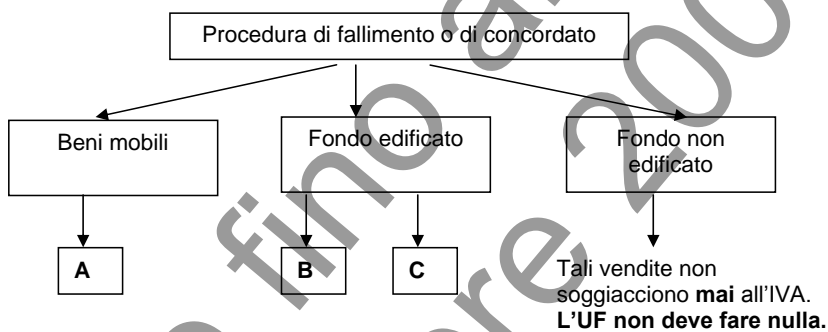 Procedura di fallimento o di concordato
Beni mobili
Fondo edificato
Fondo non
edificato
A
B
C
Tali vendite non
soggiacciono mai all'IVA.
L'UF non deve fare nulla.
fino